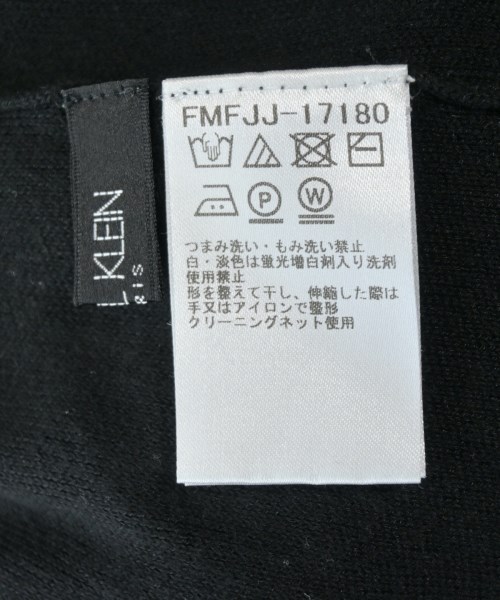 FMFJJ-17180
P
W
つまみ洗い・もみ洗い禁止
白・淡色は蛍光増白剤入り洗剤
使用禁止
形を整えて干し、伸縮した際は
手又はアイロンで整形
クリーニングネット使用
L KLEIN
& I S